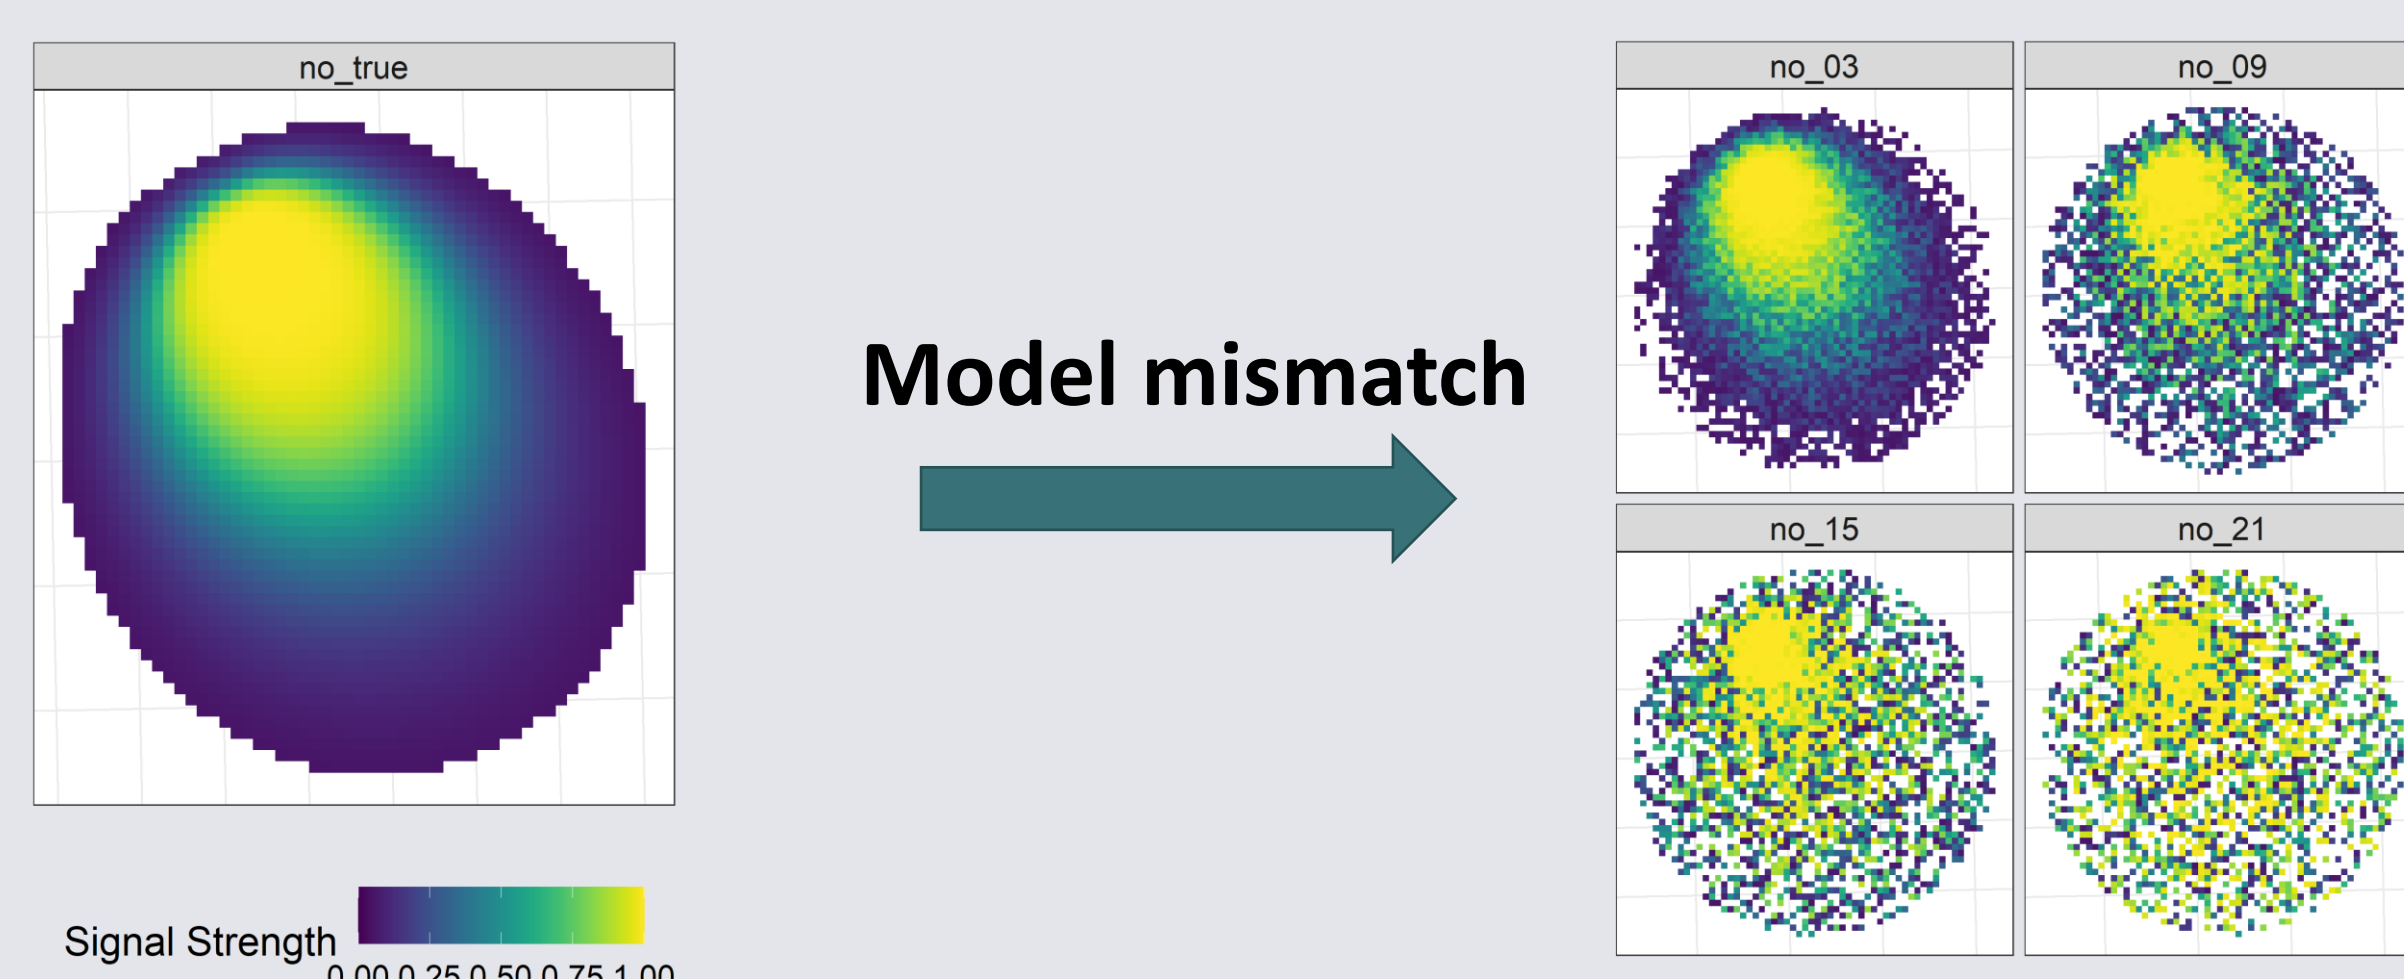 no_true
Model mismatch
no_03
no_09
no_15
no_21
Signal Strength
0.00 0.25 0.50 0.75 1.00